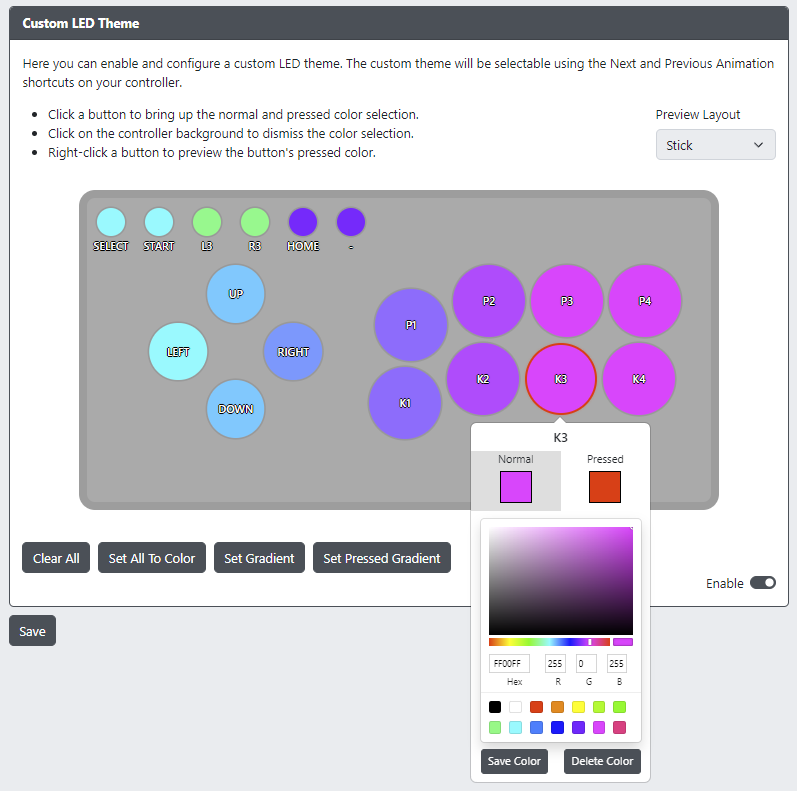 Custom LED Theme
Here you can enable and configure a custom LED theme. The custom theme will be selectable using the Next and Previous Animation
shortcuts on your controller.
Click a button to bring up the normal and pressed color selection.
Click on the controller background to dismiss the color selection.
Right-click a button to preview the button's pressed color.
Preview Layout
Stick
SELECT START L3 R3 HOME -
UP
LEFT
RIGHT
DOWN
P1 P2 P3 P4
K1 K2 K3 K4
K3
Normal Pressed
FF00FF 255 0 255
Hex R G B
Save Color Delete Color
Clear All Set All To Color Set Gradient Set Pressed Gradient
Enable
Save